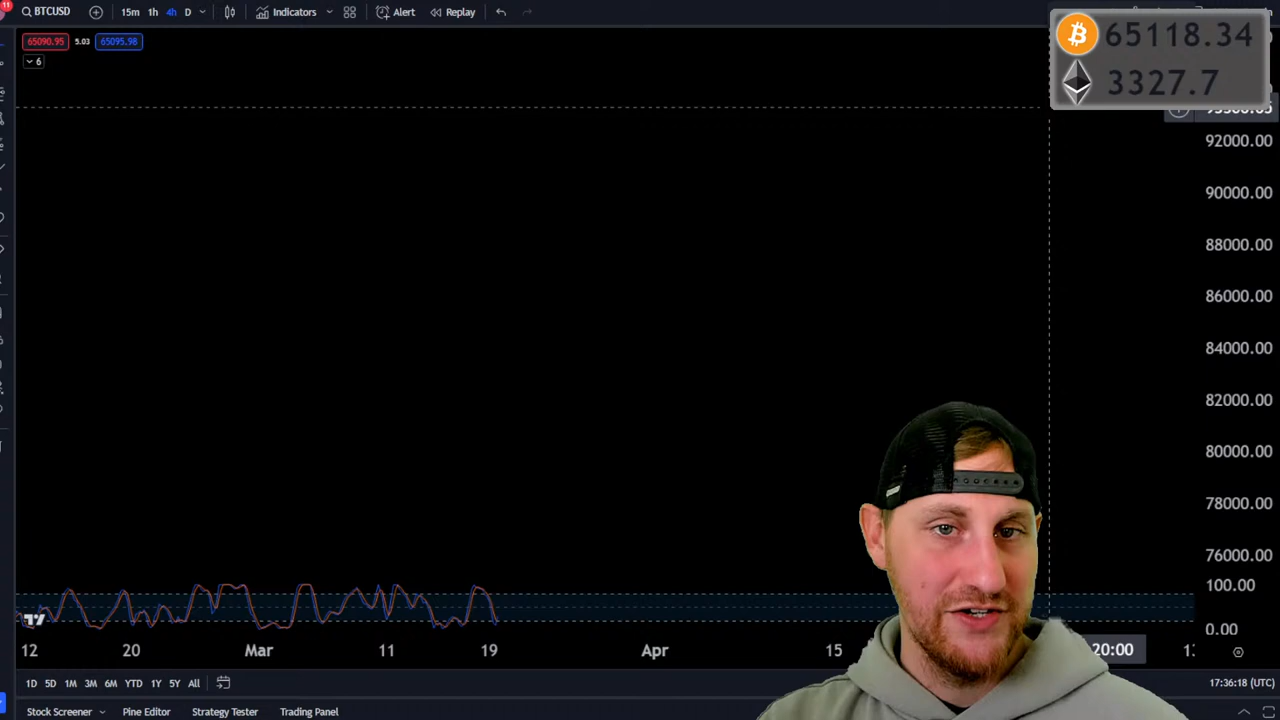 11
BTCUSD
15m 1h 4h D
Indicators
Alert
Replay
65090.95 5.03 65095.98
6
65118.34
3327.7
92000.00
90000.00
88000.00
86000.00
84000.00
82000.00
80000.00
78000.00
76000.00
100.00
0.00
12 20 Mar 11 19 Apr 15 20:00
1D 5D 1M 3M 6M YTD 1Y 5Y All
17:36:18 (UTC)
Stock Screener Pine Editor Strategy Tester Trading Panel